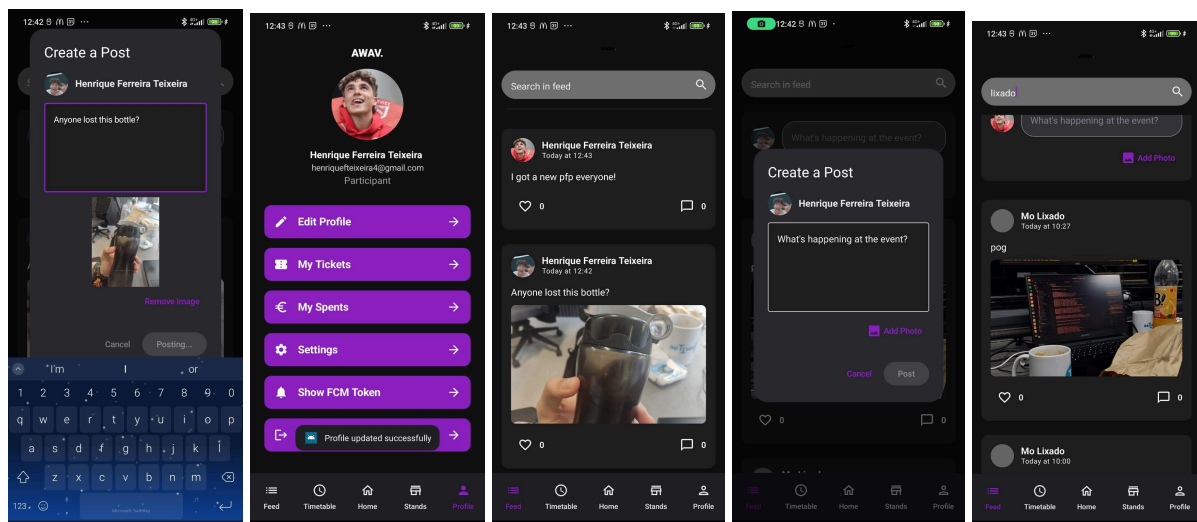 12:42
Create a Post
Henrique Ferreira Teixeira
Anyone lost this bottle?
Remove Image
Cancel
Posting...
"I'm
I
or
1 2 3 4 5 6 7 8 9 0
q w e r t y u i o p
a s d f g h j k l
z x c v b n m
123
Microsoft SwiftKey
12:43
AWAV.
Henrique Ferreira Teixeira
henriquefteixeira4@gmail.com
Participant
Edit Profile
My Tickets
My Spents
Settings
Show FCM Token
Profile updated successfully
Feed
Timetable
Home
Stands
Profile
12:43
Search in feed
Henrique Ferreira Teixeira
Today at 12:43
I got a new pfp everyone!
0
0
Henrique Ferreira Teixeira
Today at 12:42
Anyone lost this bottle?
0
0
Feed
Timetable
Home
Stands
Profile
12:42
Search in feed
What's happening at the event?
Create a Post
Henrique Ferreira Teixeira
What's happening at the event?
Add Photo
Cancel
Post
0
0
Feed
Timetable
Home
Stands
Profile
12:43
lixado
What's happening at the event?
Add Photo
Mo Lixado
Today at 10:27
pog
0
0
Mo Lixado
Today at 10:00
Feed
Timetable
Home
Stands
Profile